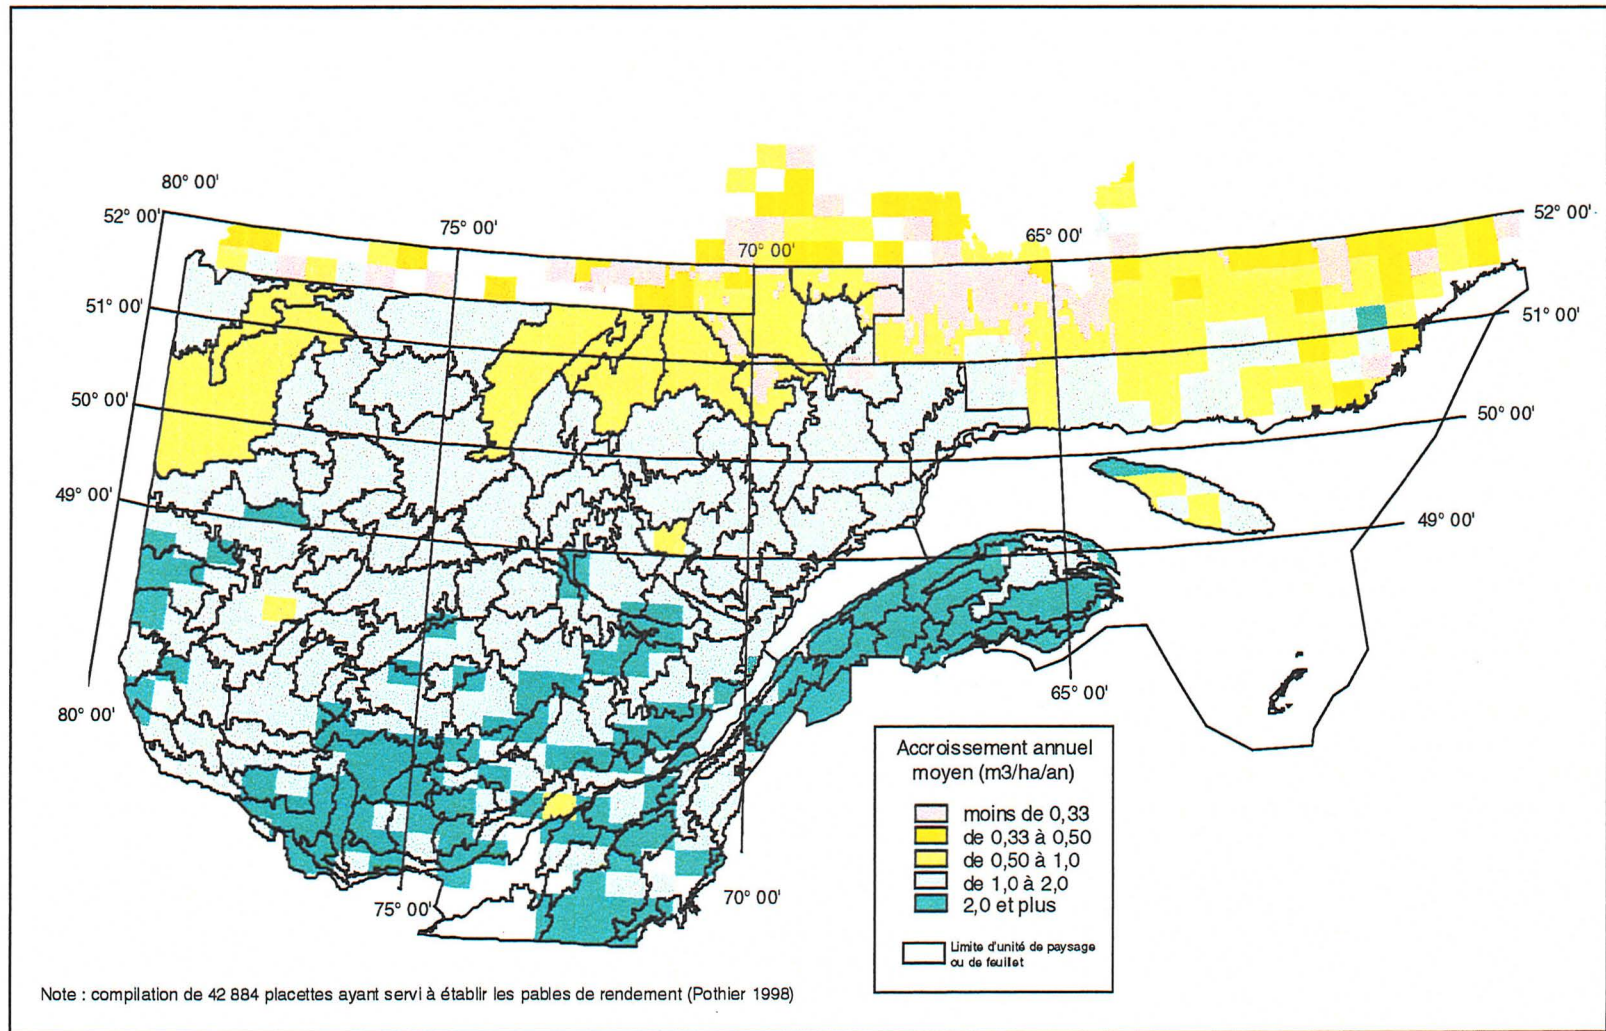 80° 00'
52° 00'
75° 00'
70° 00'
65° 00'
52° 00'
51° 00'
51° 00'
50° 00'
50° 00'
49° 00'
49° 00'
80° 00'
65° 00'
75° 00'
70° 00'
Accroissement annuel
moyen (m3/ha/an)
moins de 0,33
de 0,33 à 0,50
de 0,50 à 1,0
de 1,0 à 2,0
2,0 et plus
Limite d'unité de paysage
ou de feuillet
Note : compilation de 42 884 placettes ayant servi à établir les pables de rendement (Pothier 1998)